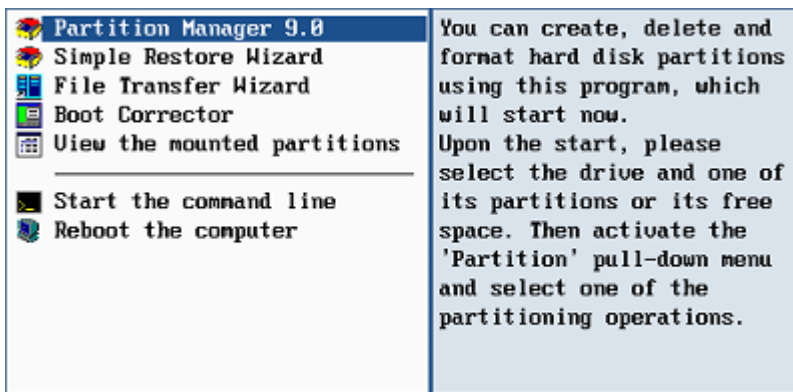 Partition Manager 9.0
Simple Restore Wizard
File Transfer Wizard
Boot Corrector
View the mounted partitions
Start the command line
Reboot the computer
You can create, delete and
format hard disk partitions
using this program, which
will start now.
Upon the start, please
select the drive and one of
its partitions or its free
space. Then activate the
'Partition' pull-down menu
and select one of the
partitioning operations.